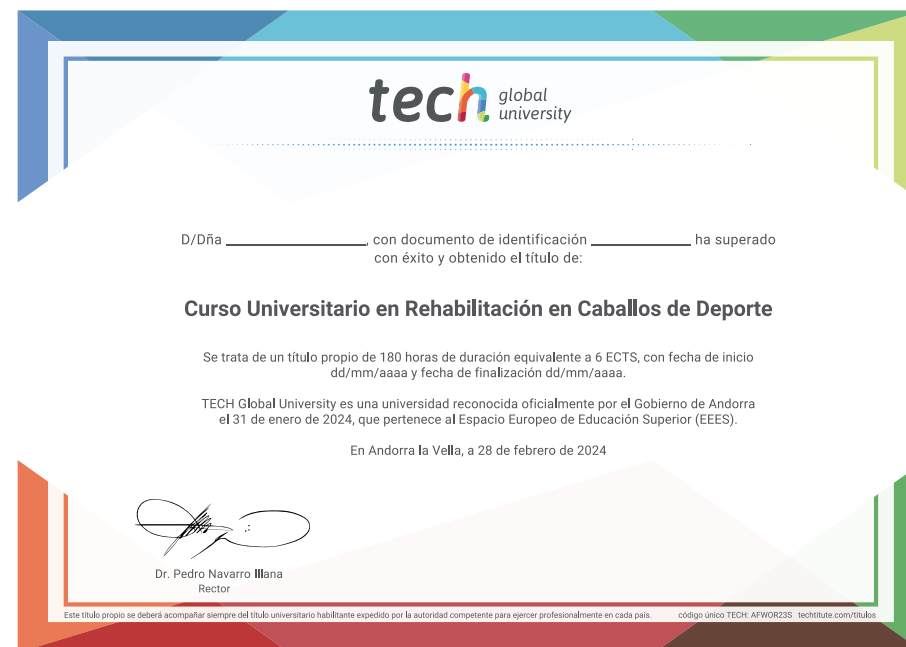 tech global university
D/Dña ______________, con documento de identificación __________ ha superado
con éxito y obtenido el título de:
Curso Universitario en Rehabilitación en Caballos de Deporte
Se trata de un título propio de 180 horas de duración equivalente a 6 ECTS, con fecha de inicio
dd/mm/aaaa y fecha de finalización dd/mm/aaaa.
TECH Global University es una universidad reconocida oficialmente por el Gobierno de Andorra
el 31 de enero de 2024, que pertenece al Espacio Europeo de Educación Superior (EEES).
En Andorra la Vella, a 28 de febrero de 2024
Dr. Pedro Navarro Illana
Rector
Este título propio se deberá acompañar siempre del título universitario habilitante expedido por la autoridad competente para ejercer profesionalmente en cada país. código único TECH: AFWOR23S techtitute.com/títulos